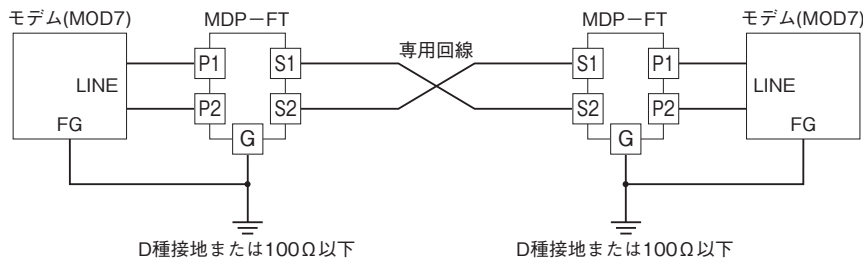 モデム(MOD7)
MDP－FT
MDP－FT
モデム(MOD7)
専用回線
P1
S1
S1
P1
LINE
LINE
P2
S2
S2
P2
FG
FG
G
G
D種接地または100Ω以下
D種接地または100Ω以下